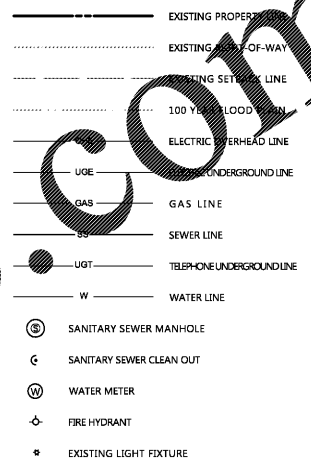 EXISTING PROPERTY LINE
EXISTING RIGHT-OF-WAY
EXISTING SETBACK LINE
100 YEAR FLOOD PLAIN
ELECTRIC OVERHEAD LINE
UGE ELECTRIC UNDERGROUND LINE
GAS GAS LINE
SS SEWER LINE
UGT TELEPHONE UNDERGROUND LINE
W WATER LINE
S SANITARY SEWER MANHOLE
SANITARY SEWER CLEAN OUT
W WATER METER
FIRE HYDRANT
EXISTING LIGHT FIXTURE
.com